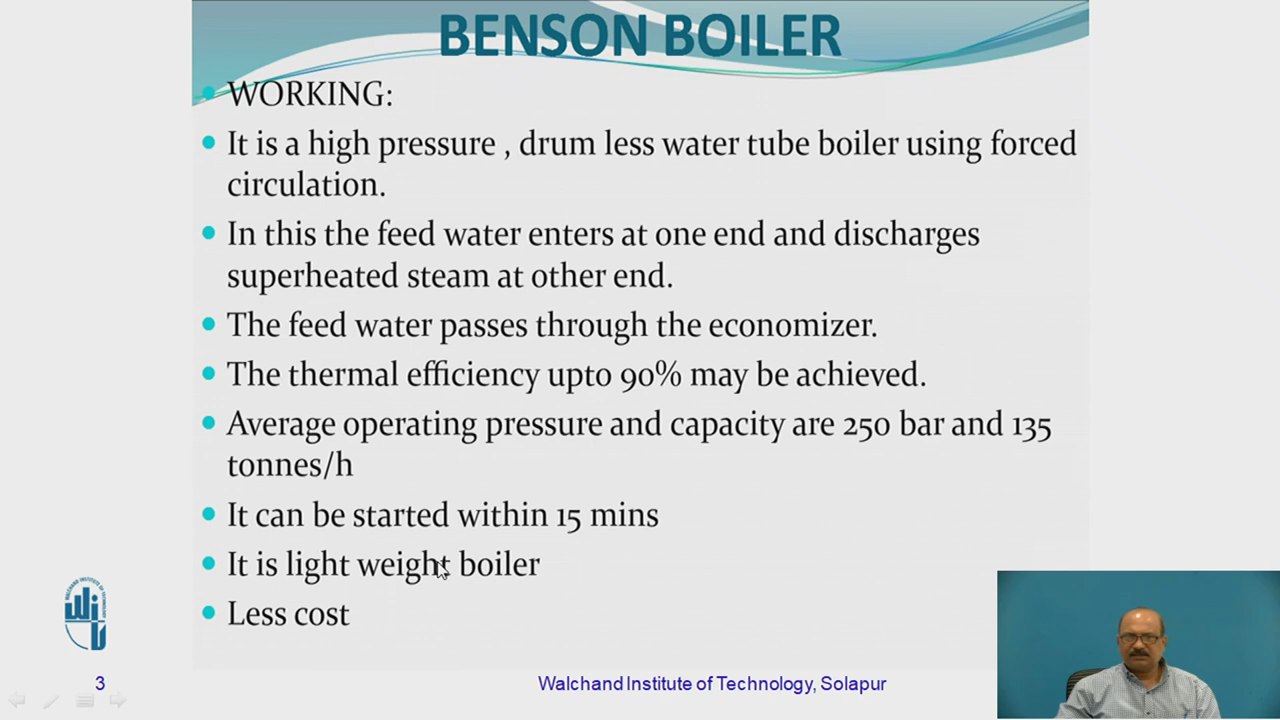 BENSON BOILER
WORKING:
It is a high pressure , drum less water tube boiler using forced
circulation.
In this the feed water enters at one end and discharges
superheated steam at other end.
The feed water passes through the economizer.
The thermal efficiency upto 90% may be achieved.
Average operating pressure and capacity are 250 bar and 135
tonnes/h
It can be started within 15 mins
It is light weight boiler
Less cost
WALCHAND INSTITUTE OF TECHNOLOGY
3
Walchand Institute of Technology, Solapur